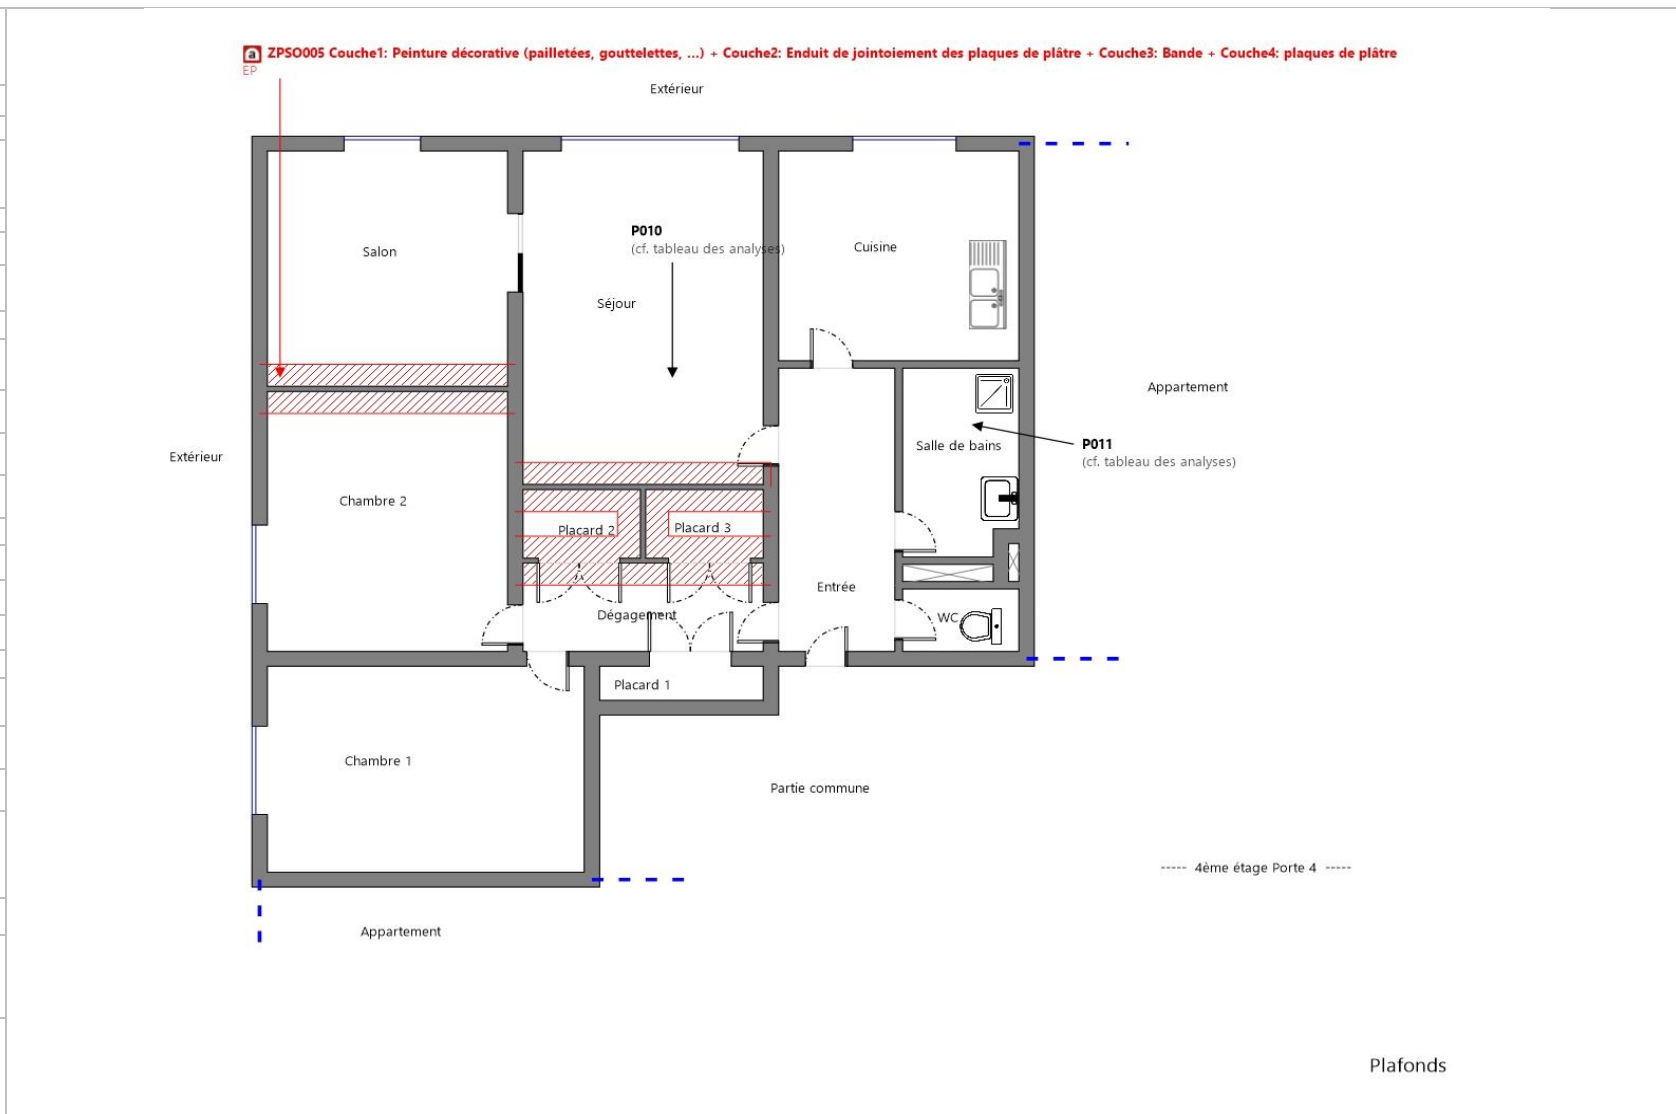 a ZPSO005 Couche1: Peinture décorative (pailletées, gouttelettes, ...) + Couche2: Enduit de jointoiement des plaques de plâtre + Couche3: Bande + Couche4: plaques de plâtre
EP
Extérieur
P010
(cf. tableau des analyses)
Salon
Cuisine
Séjour
Appartement
P011
(cf. tableau des analyses)
Salle de bains
Extérieur
Chambre 2
Placard 2
Placard 3
Entrée
Dégagement
WC
Placard 1
Chambre 1
Partie commune
----- 4ème étage Porte 4 -----
Appartement
Plafonds